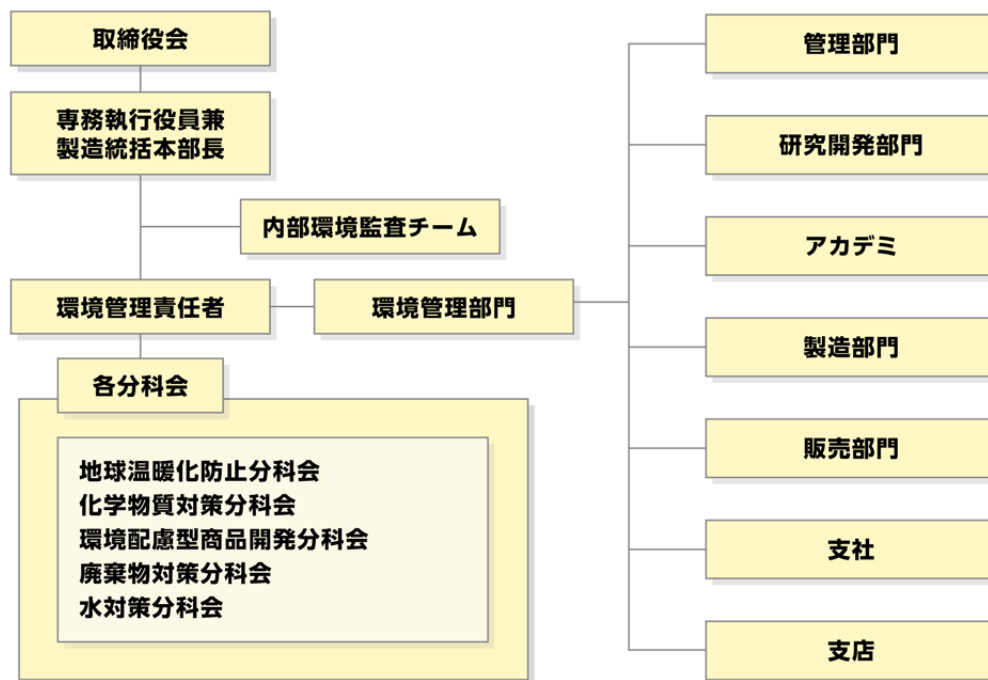 取締役会
専務執行役員兼
製造統括本部長
内部環境監査チーム
環境管理責任者
環境管理部門
各分科会
地球温暖化防止分科会
化学物質対策分科会
環境配慮型商品開発分科会
廃棄物対策分科会
水対策分科会
管理部門
研究開発部門
アカデミ
製造部門
販売部門
支社
支店